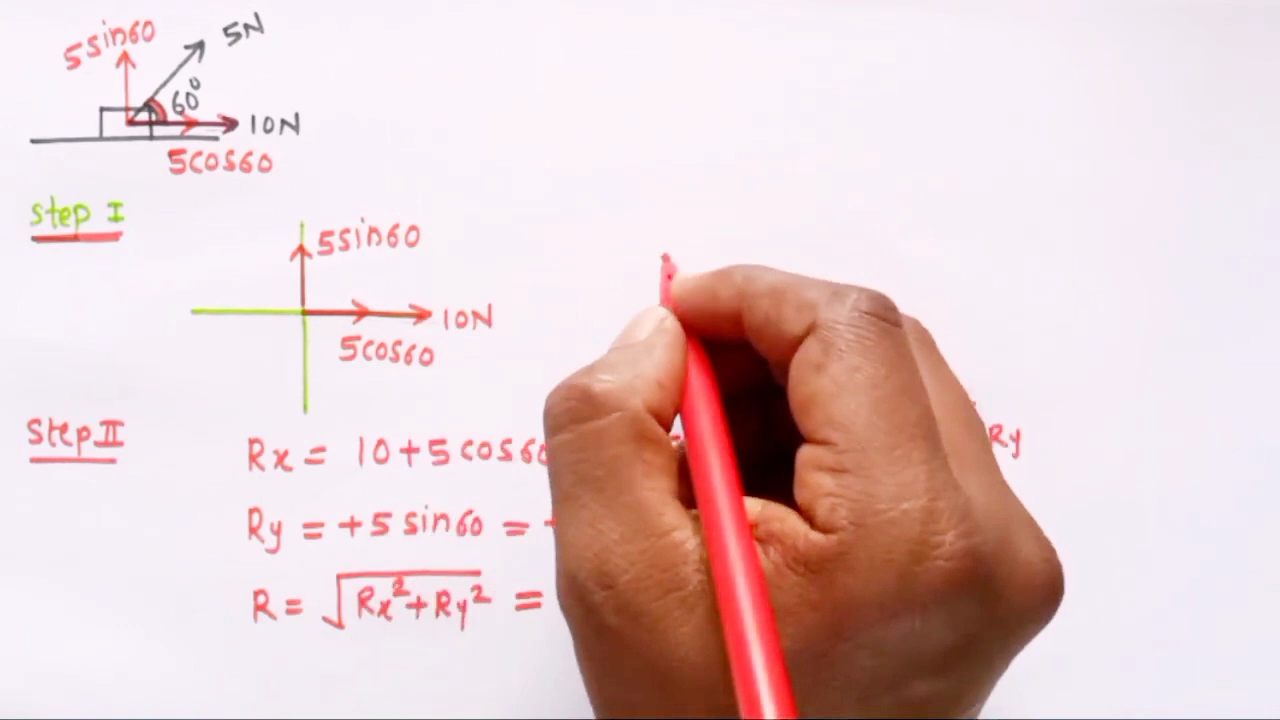 5sin60
5N
60°
10N
5cos60
Step I
5sin60
10N
5cos60
Step II
Rx = 10+5cos60
Ry
Ry = +5 sin60 =
R = √Rx²+Ry² =